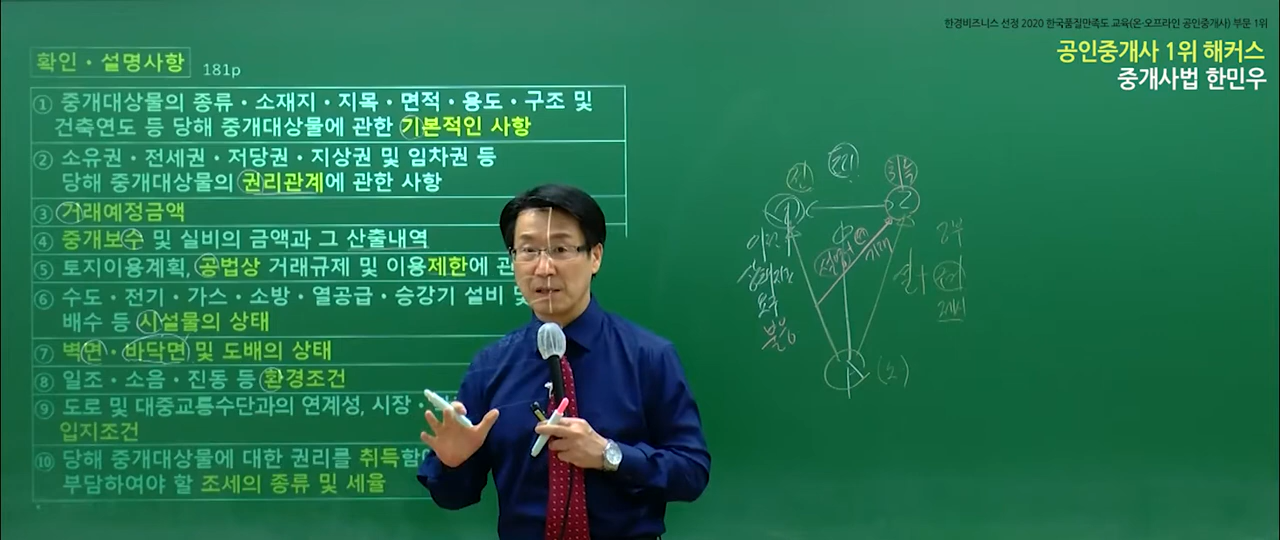 한경비즈니스 선정 2020 한국품질만족도 교육(온·오프라인 공인중개사) 부문 1위
공인중개사 1위 해커스
중개사법 한민우
확인·설명사항 181p
① 중개대상물의 종류·소재지·지목·면적·용도·구조 및
건축연도 등 당해 중개대상물에 관한 기본적인 사항
② 소유권·전세권·저당권·지상권 및 임차권 등
당해 중개대상물의 권리관계에 관한 사항
③ 거래예정금액
④ 중개보수 및 실비의 금액과 그 산출내역
⑤ 토지이용계획, 공법상 거래규제 및 이용제한에 관
⑥ 수도·전기·가스·소방·열공급·승강기 설비 및
배수 등 시설물의 상태
⑦ 벽면·바닥면 및 도배의 상태
⑧ 일조·소음·진동 등 환경조건
⑨ 도로 및 대중교통수단과의 연계성, 시장·
입지조건
⑩ 당해 중개대상물에 대한 권리를 취득함에
부담하여야 할 조세의 종류 및 세율
불응